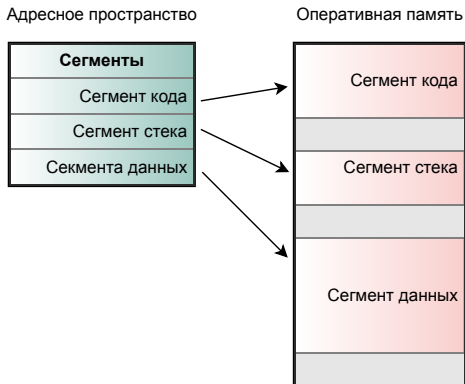 Адресное пространство
Оперативная память
Сегменты
Сегмент кода
Сегмент стека
Секмента данных
Сегмент кода
Сегмент стека
Сегмент данных